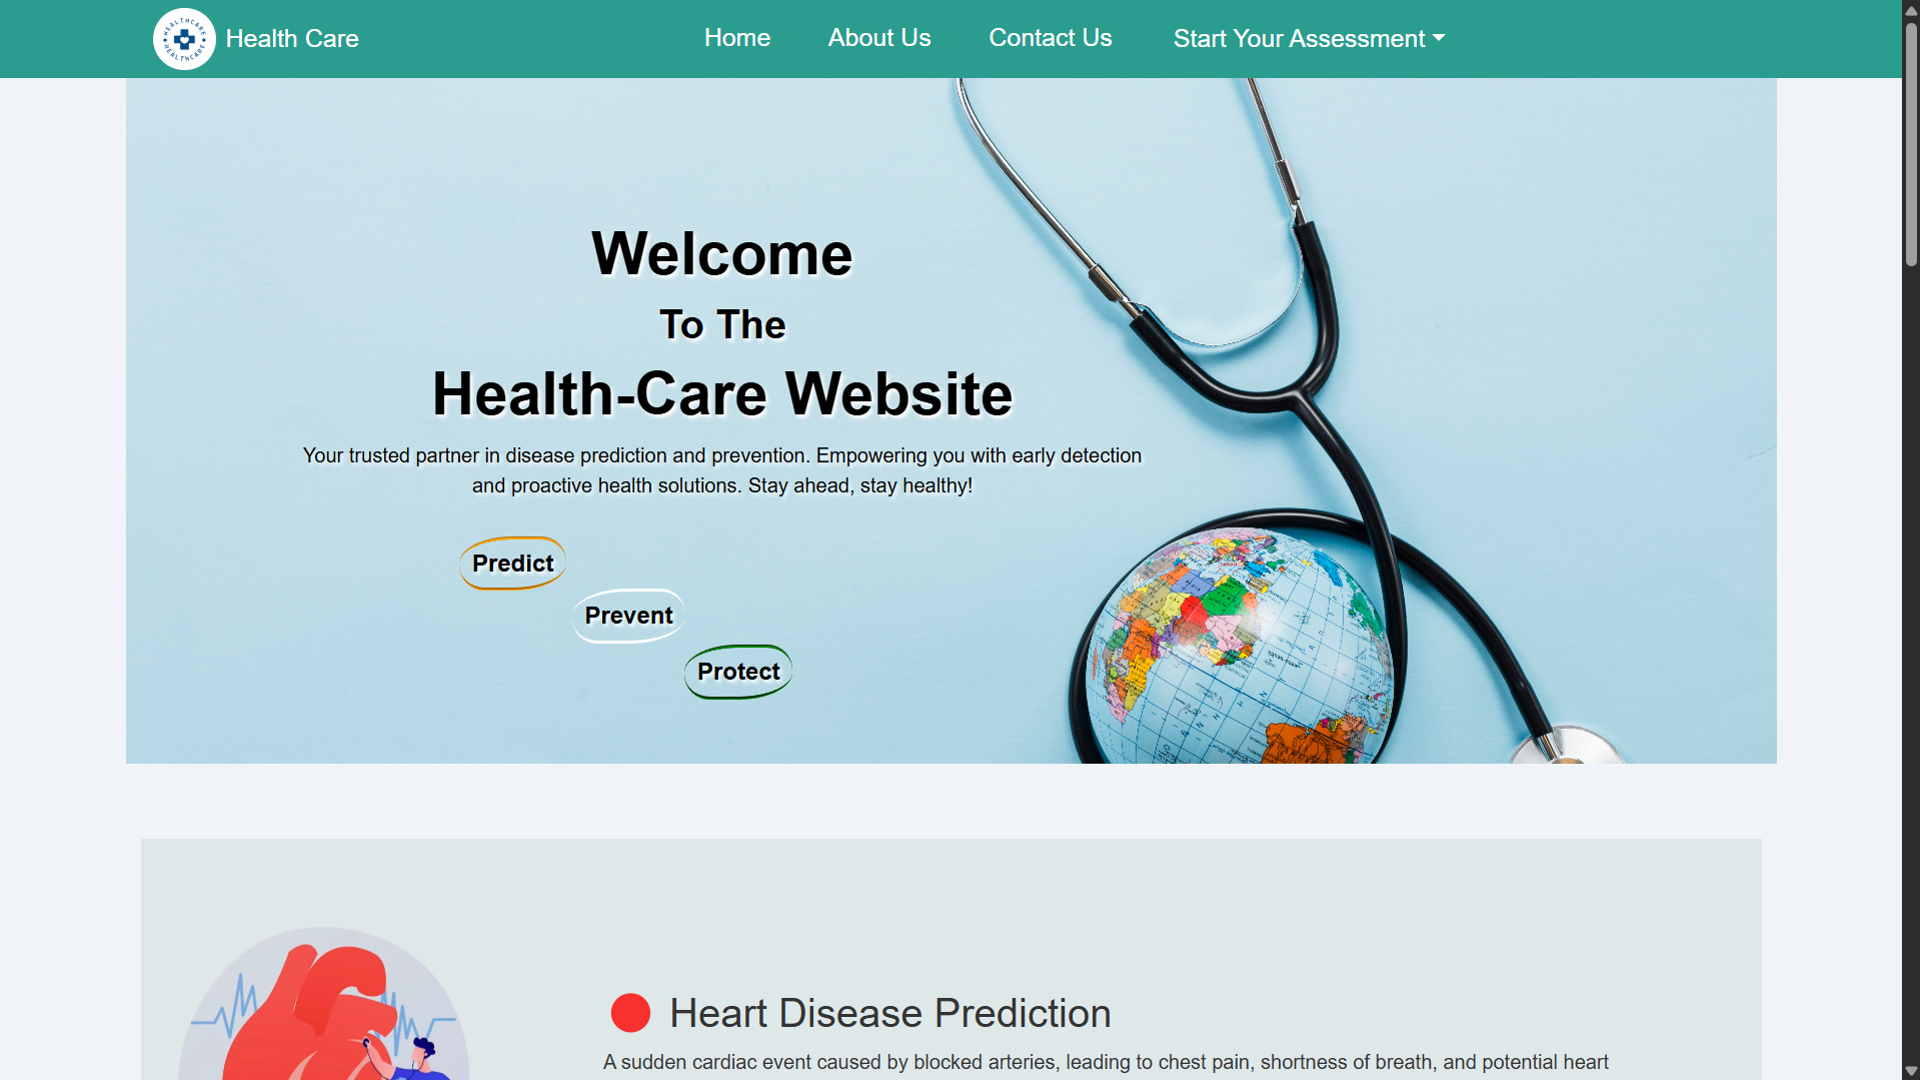 HEALTHCARE
HEALTHCARE
Health Care
Home
About Us
Contact Us
Start Your Assessment
Welcome
To The
Health-Care Website
Your trusted partner in disease prediction and prevention. Empowering you with early detection
and proactive health solutions. Stay ahead, stay healthy!
Predict
Prevent
Protect
Heart Disease Prediction
A sudden cardiac event caused by blocked arteries, leading to chest pain, shortness of breath, and potential heart